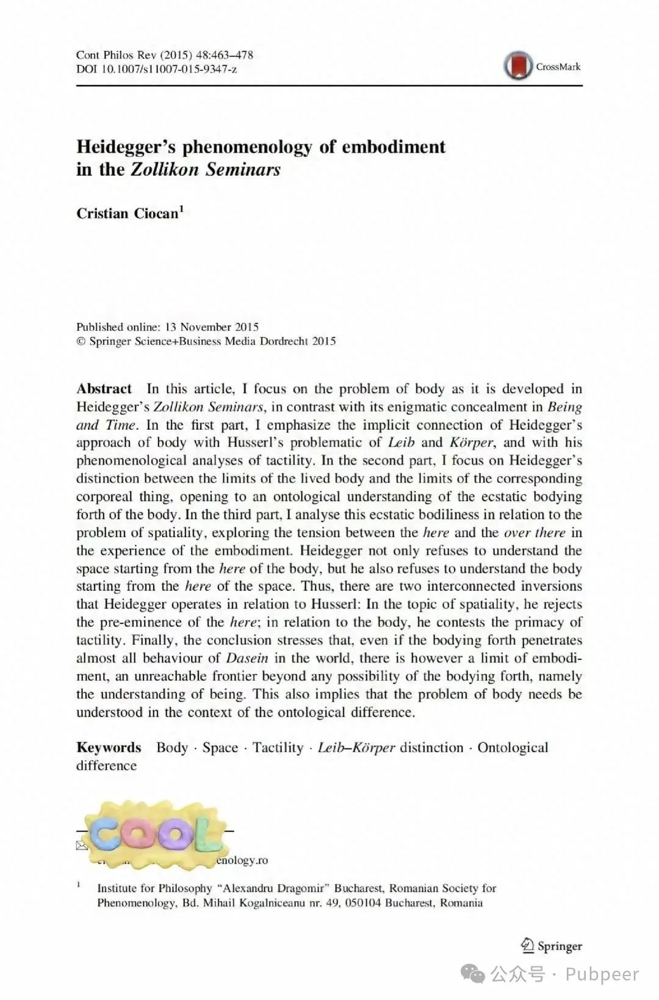 Cont Philos Rev (2015) 48:463–478
DOI 10.1007/s11007-015-9347-z
CrossMark
Heidegger’s phenomenology of embodiment
in the Zollikon Seminars
Cristian Ciocan1
Published online: 13 November 2015
© Springer Science+Business Media Dordrecht 2015
Abstract In this article, I focus on the problem of body as it is developed in
Heidegger’s Zollikon Seminars, in contrast with its enigmatic concealment in Being
and Time. In the first part, I emphasize the implicit connection of Heidegger’s
approach of body with Husserl’s problematic of Leib and Körper, and with his
phenomenological analyses of tactility. In the second part, I focus on Heidegger’s
distinction between the limits of the lived body and the limits of the corresponding
corporeal thing, opening to an ontological understanding of the ecstatic bodying
forth of the body. In the third part, I analyse this ecstatic bodiliness in relation to the
problem of spatiality, exploring the tension between the here and the over there in
the experience of the embodiment. Heidegger not only refuses to understand the
space starting from the here of the body, but he also refuses to understand the body
starting from the here of the space. Thus, there are two interconnected inversions
that Heidegger operates in relation to Husserl: In the topic of spatiality, he rejects
the pre-eminence of the here; in relation to the body, he contests the primacy of
tactility. Finally, the conclusion stresses that, even if the bodying forth penetrates
almost all behaviour of Dasein in the world, there is however a limit of embodi-
ment, an unreachable frontier beyond any possibility of the bodying forth, namely
the understanding of being. This also implies that the problem of body needs be
understood in the context of the ontological difference.
Keywords Body · Space · Tactility · Leib–Körper distinction · Ontological
difference
COOL
enology.ro
1 Institute for Philosophy “Alexandru Dragomir” Bucharest, Romanian Society for
Phenomenology, Bd. Mihail Kogalniceanu nr. 49, 050104 Bucharest, Romania
Springer
公众号 · Pubpeer